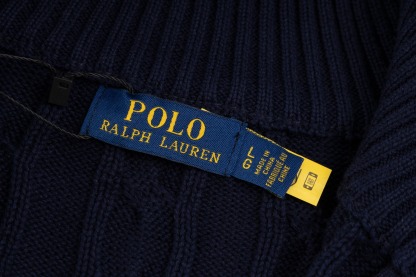 POLO
RALPH LAUREN
L
G
MADE IN
CHINA
FABRIQUÉ AU
CHINE